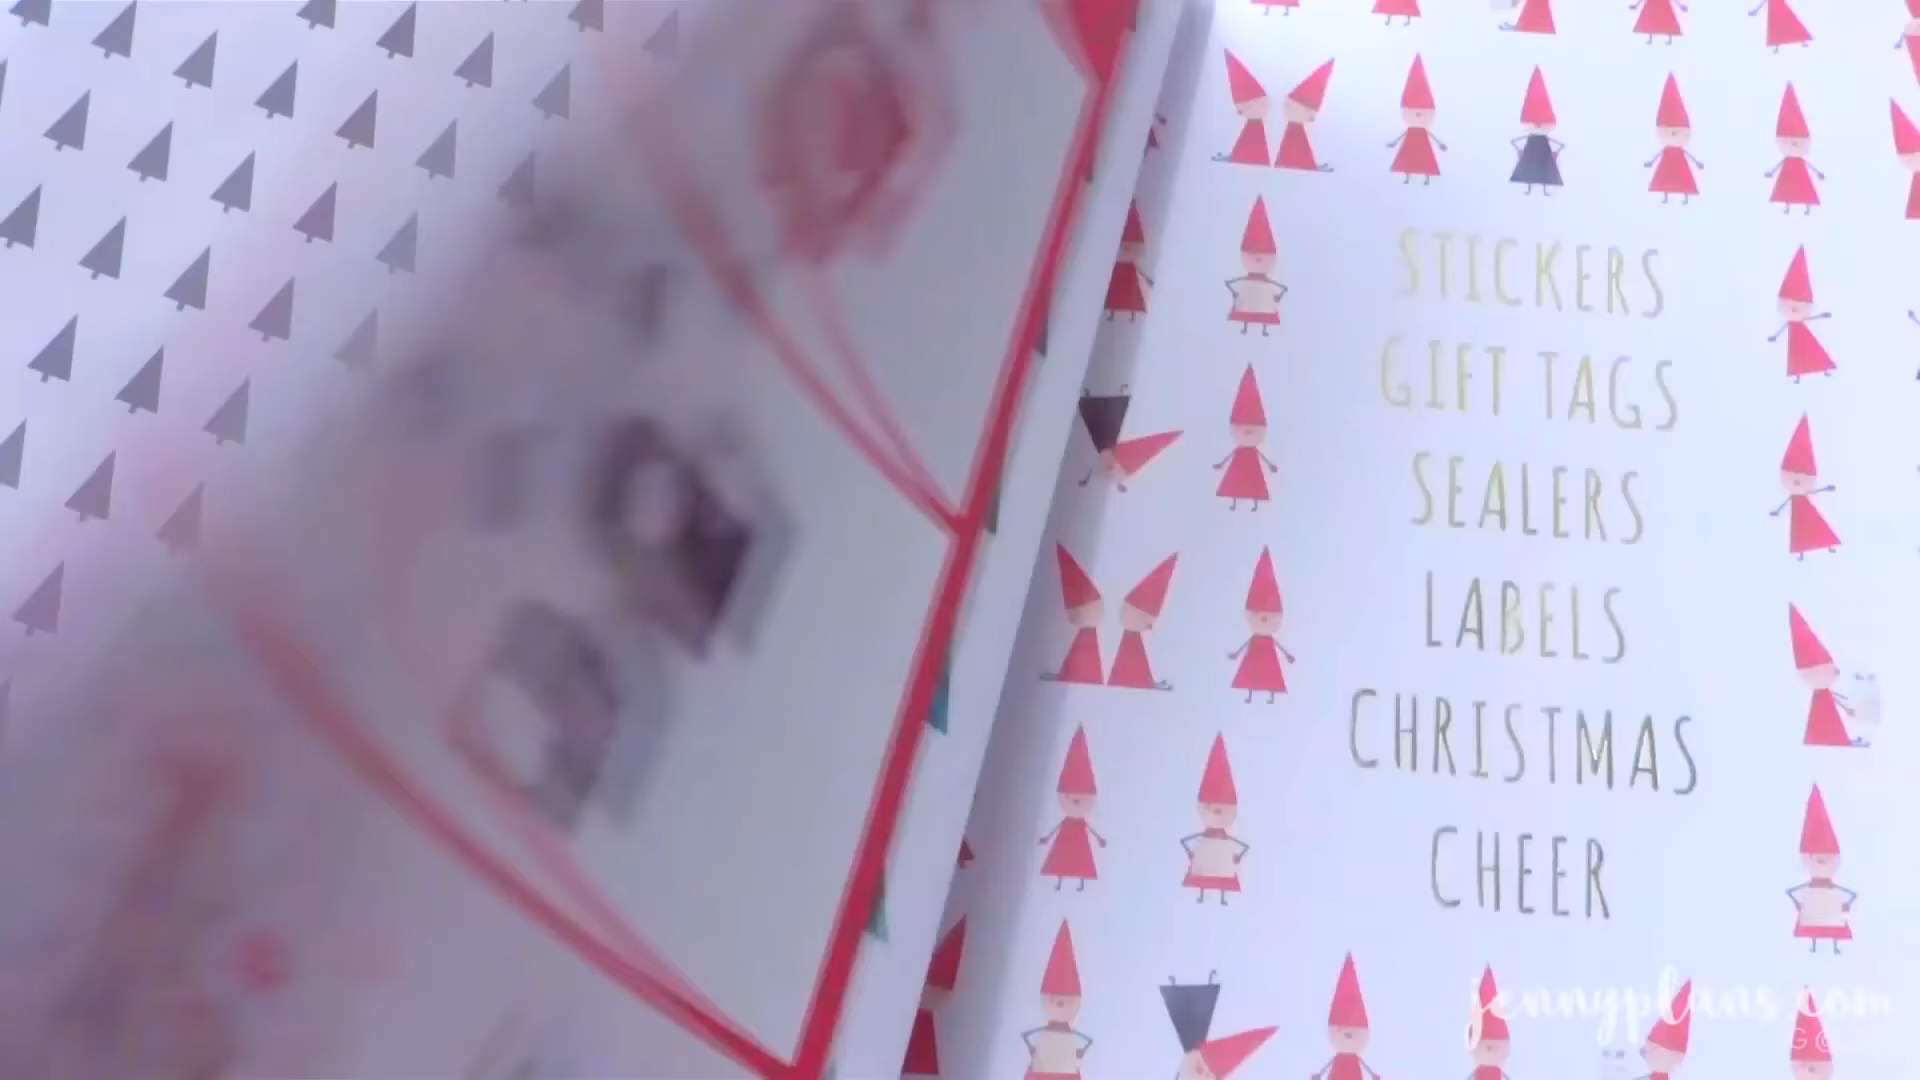 STICKERS
GIFT TAGS
SEALERS
LABELS
CHRISTMAS
CHEER
jennyplans.com